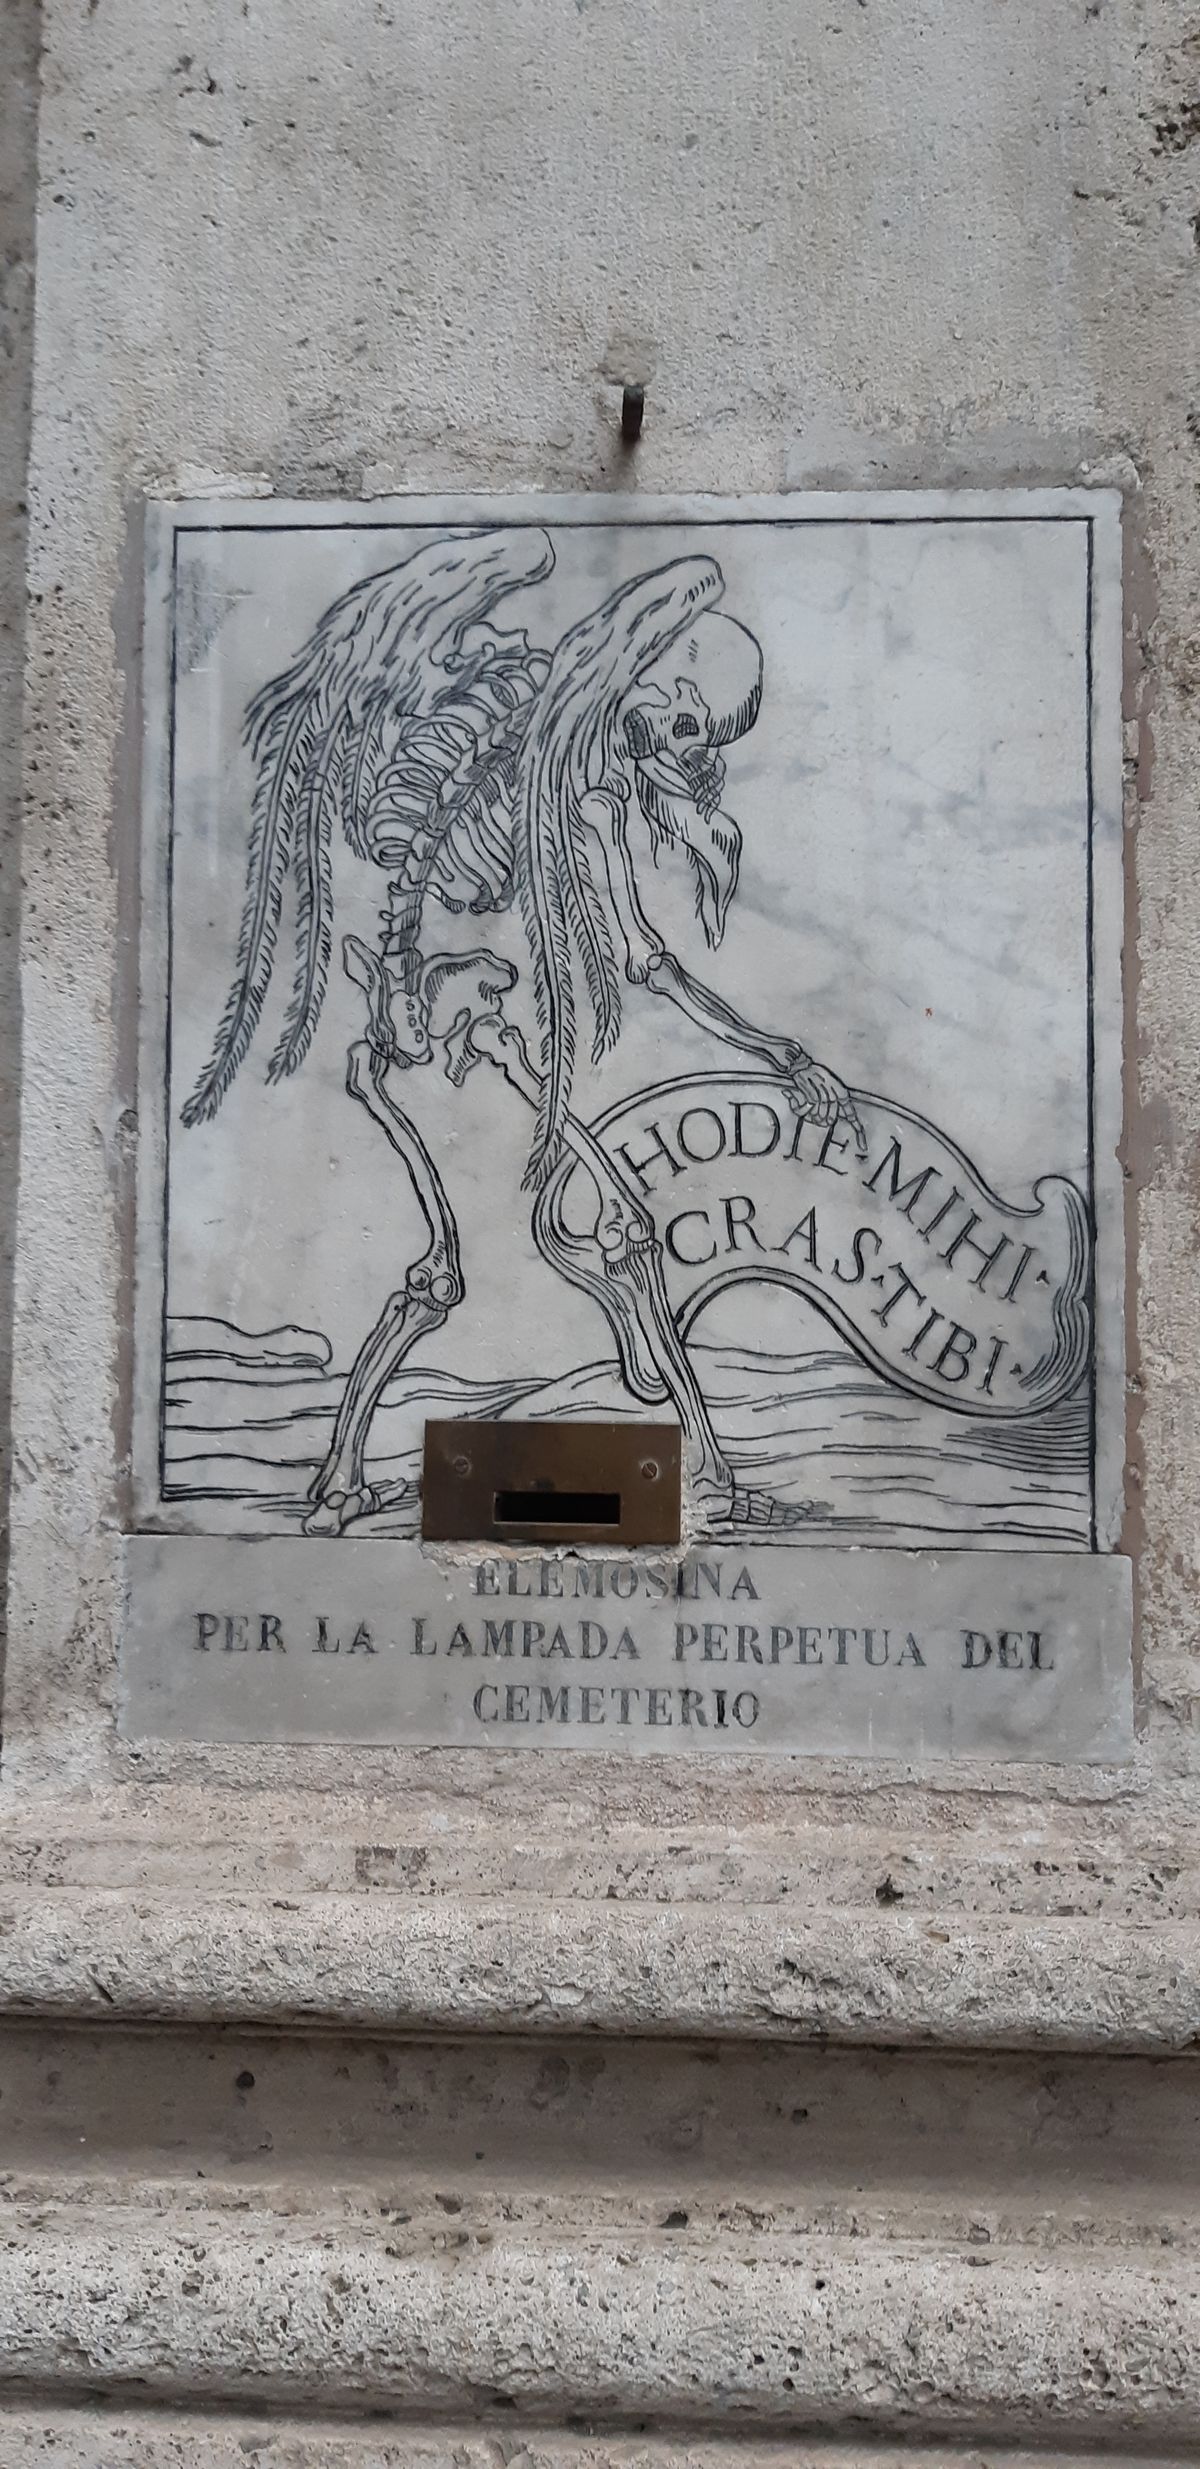 HODIE·MIHI·
CRAS·TIBI·
ELEMOSINA
PER LA LAMPADA PERPETUA DEL
CEMETERIO